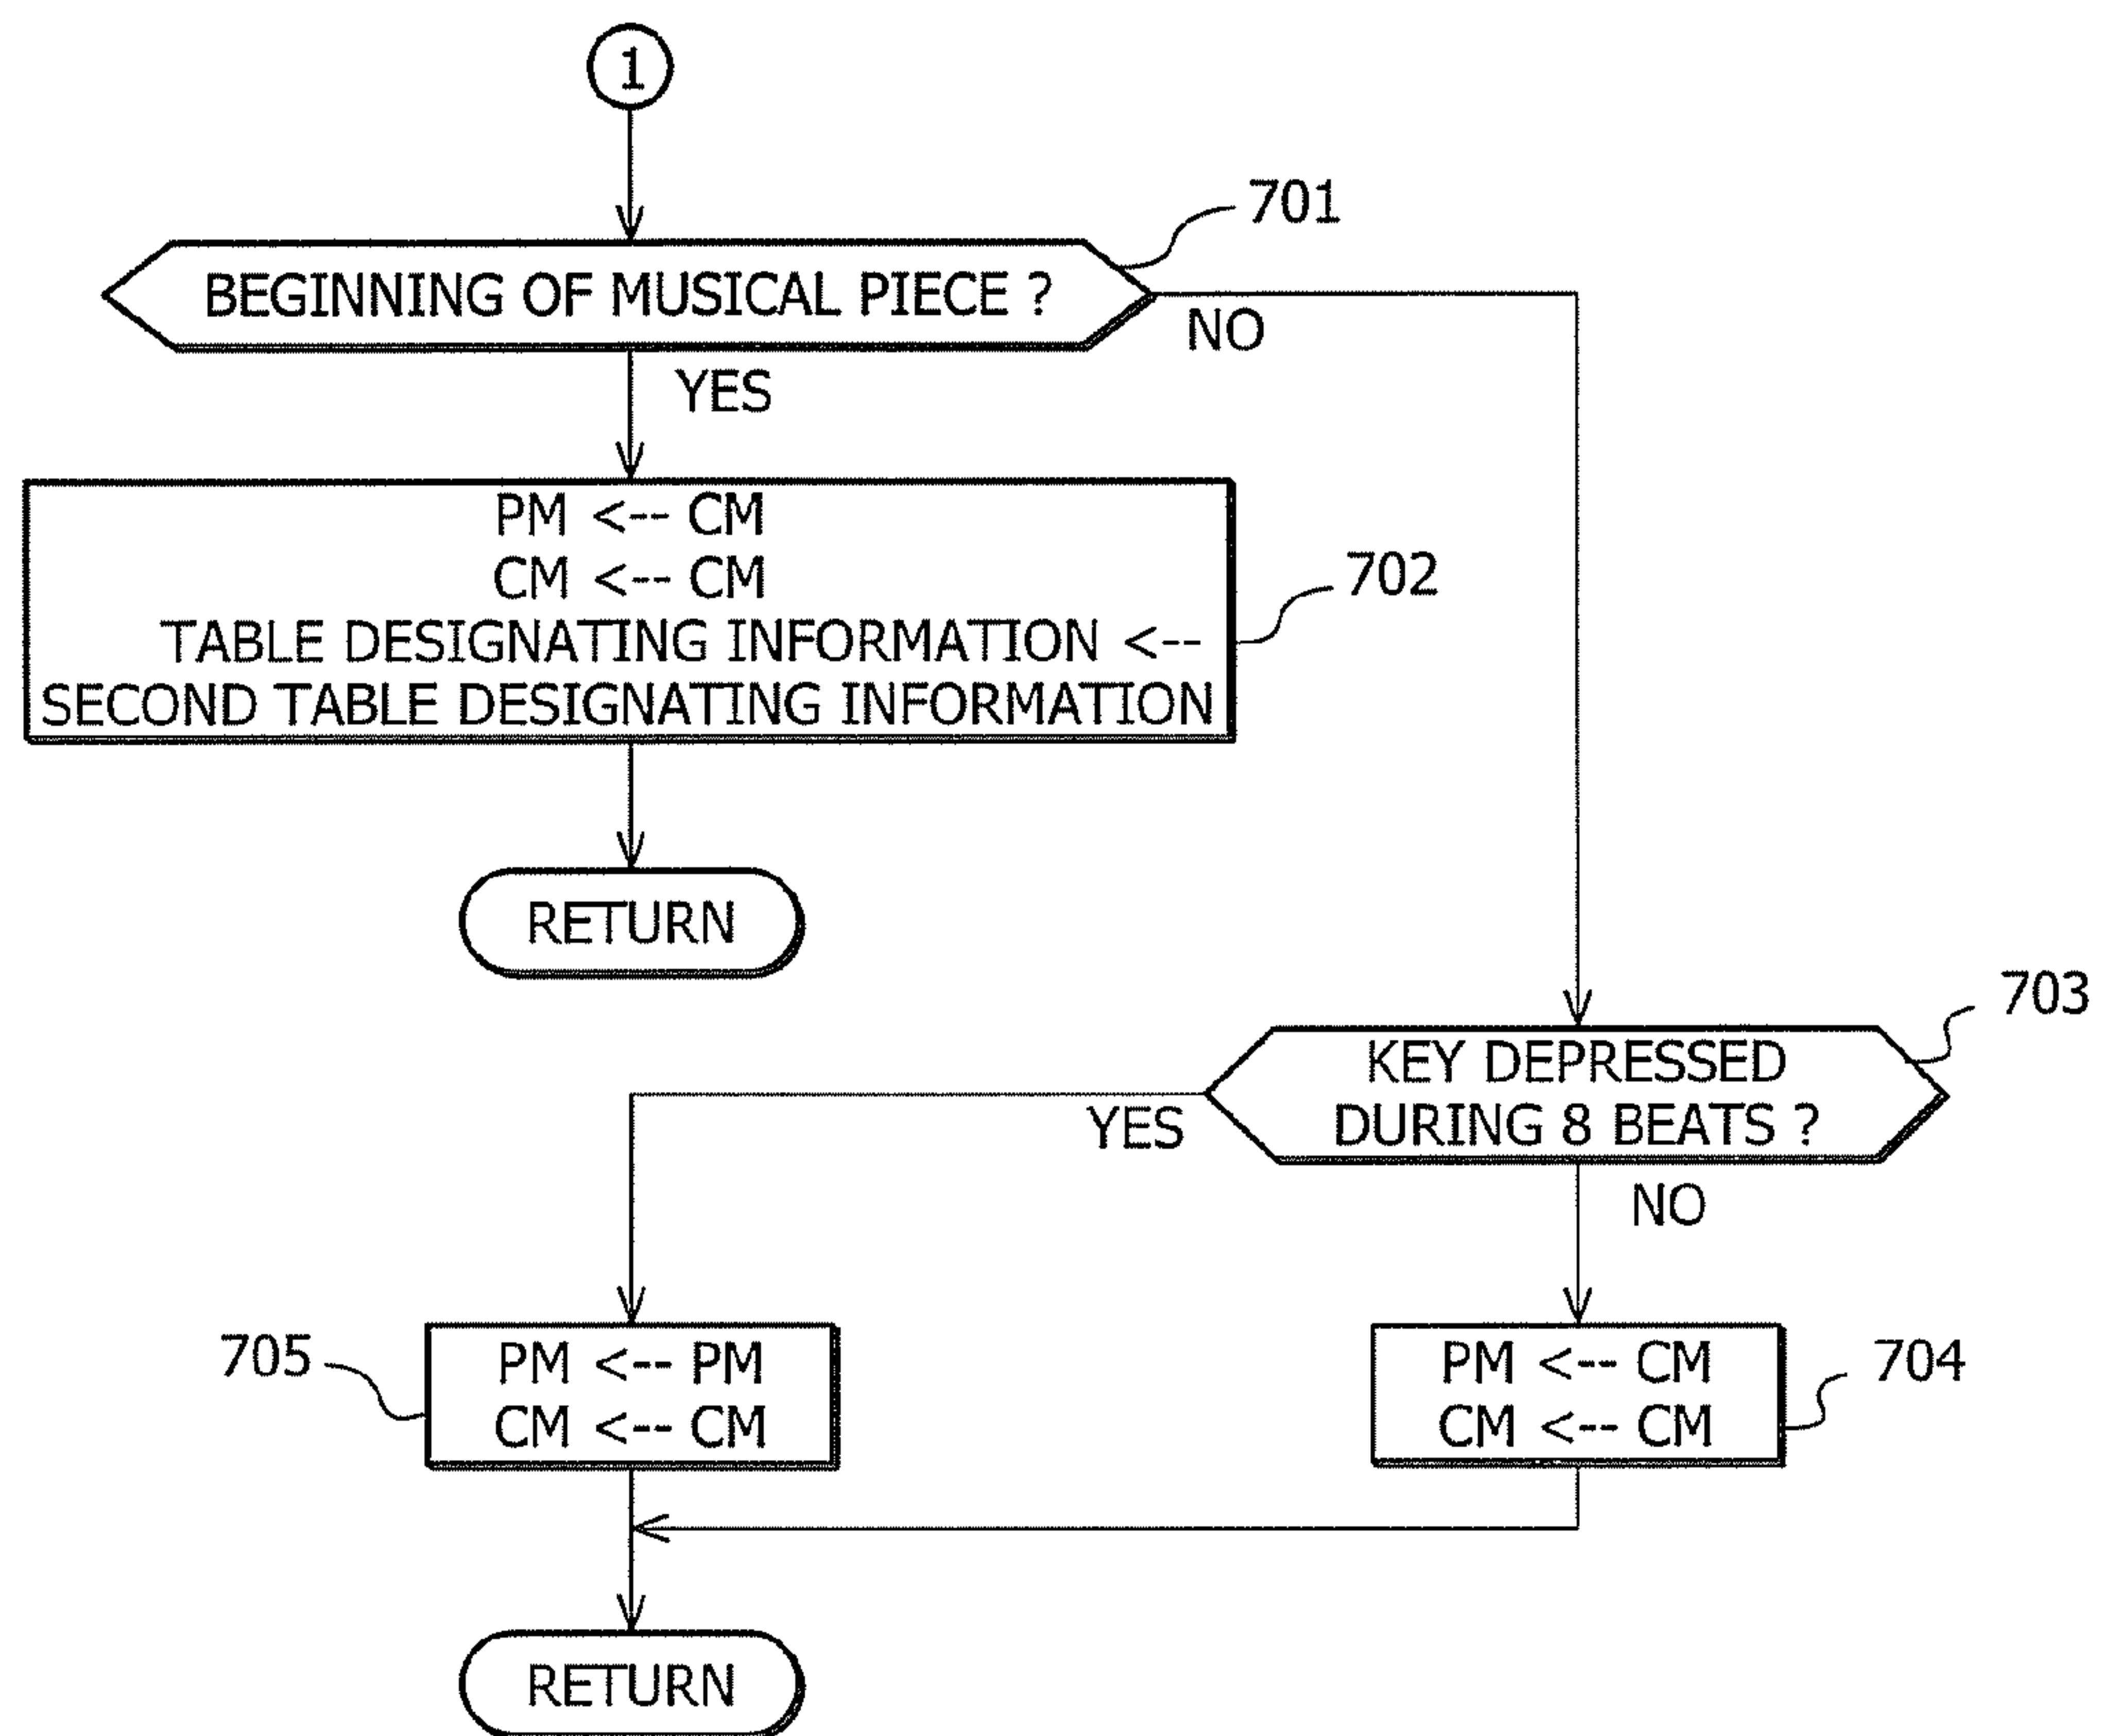 1
701
BEGINNING OF MUSICAL PIECE ?
NO
YES
PM <-- CM
CM <-- CM
702
TABLE DESIGNATING INFORMATION <--
SECOND TABLE DESIGNATING INFORMATION
RETURN
703
KEY DEPRESSED
DURING 8 BEATS ?
YES
NO
705
PM <-- PM
CM <-- CM
704
PM <-- CM
CM <-- CM
RETURN